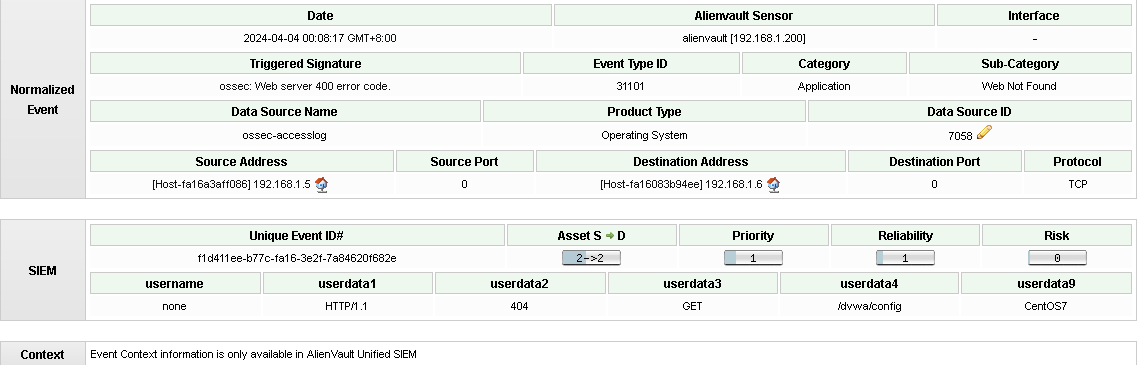 Normalized Event
Date Alienvault Sensor Interface
2024-04-04 00:08:17 GMT+8:00 alienvault [192.168.1.200] -
Triggered Signature Event Type ID Category Sub-Category
ossec: Web server 400 error code. 31101 Application Web Not Found
Data Source Name Product Type Data Source ID
ossec-accesslog Operating System 7058
Source Address Source Port Destination Address Destination Port Protocol
[Host-fa16a3aff086] 192.168.1.5 0 [Host-fa16083b94ee] 192.168.1.6 0 TCP
SIEM
Unique Event ID# Asset S D Priority Reliability Risk
f1d411ee-b77c-fa16-3e2f-7a84620f682e 2->2 1 1 0
username userdata1 userdata2 userdata3 userdata4 userdata9
none HTTP/1.1 404 GET /dvwa/config CentOS7
Context Event Context information is only available in AlienVault Unified SIEM